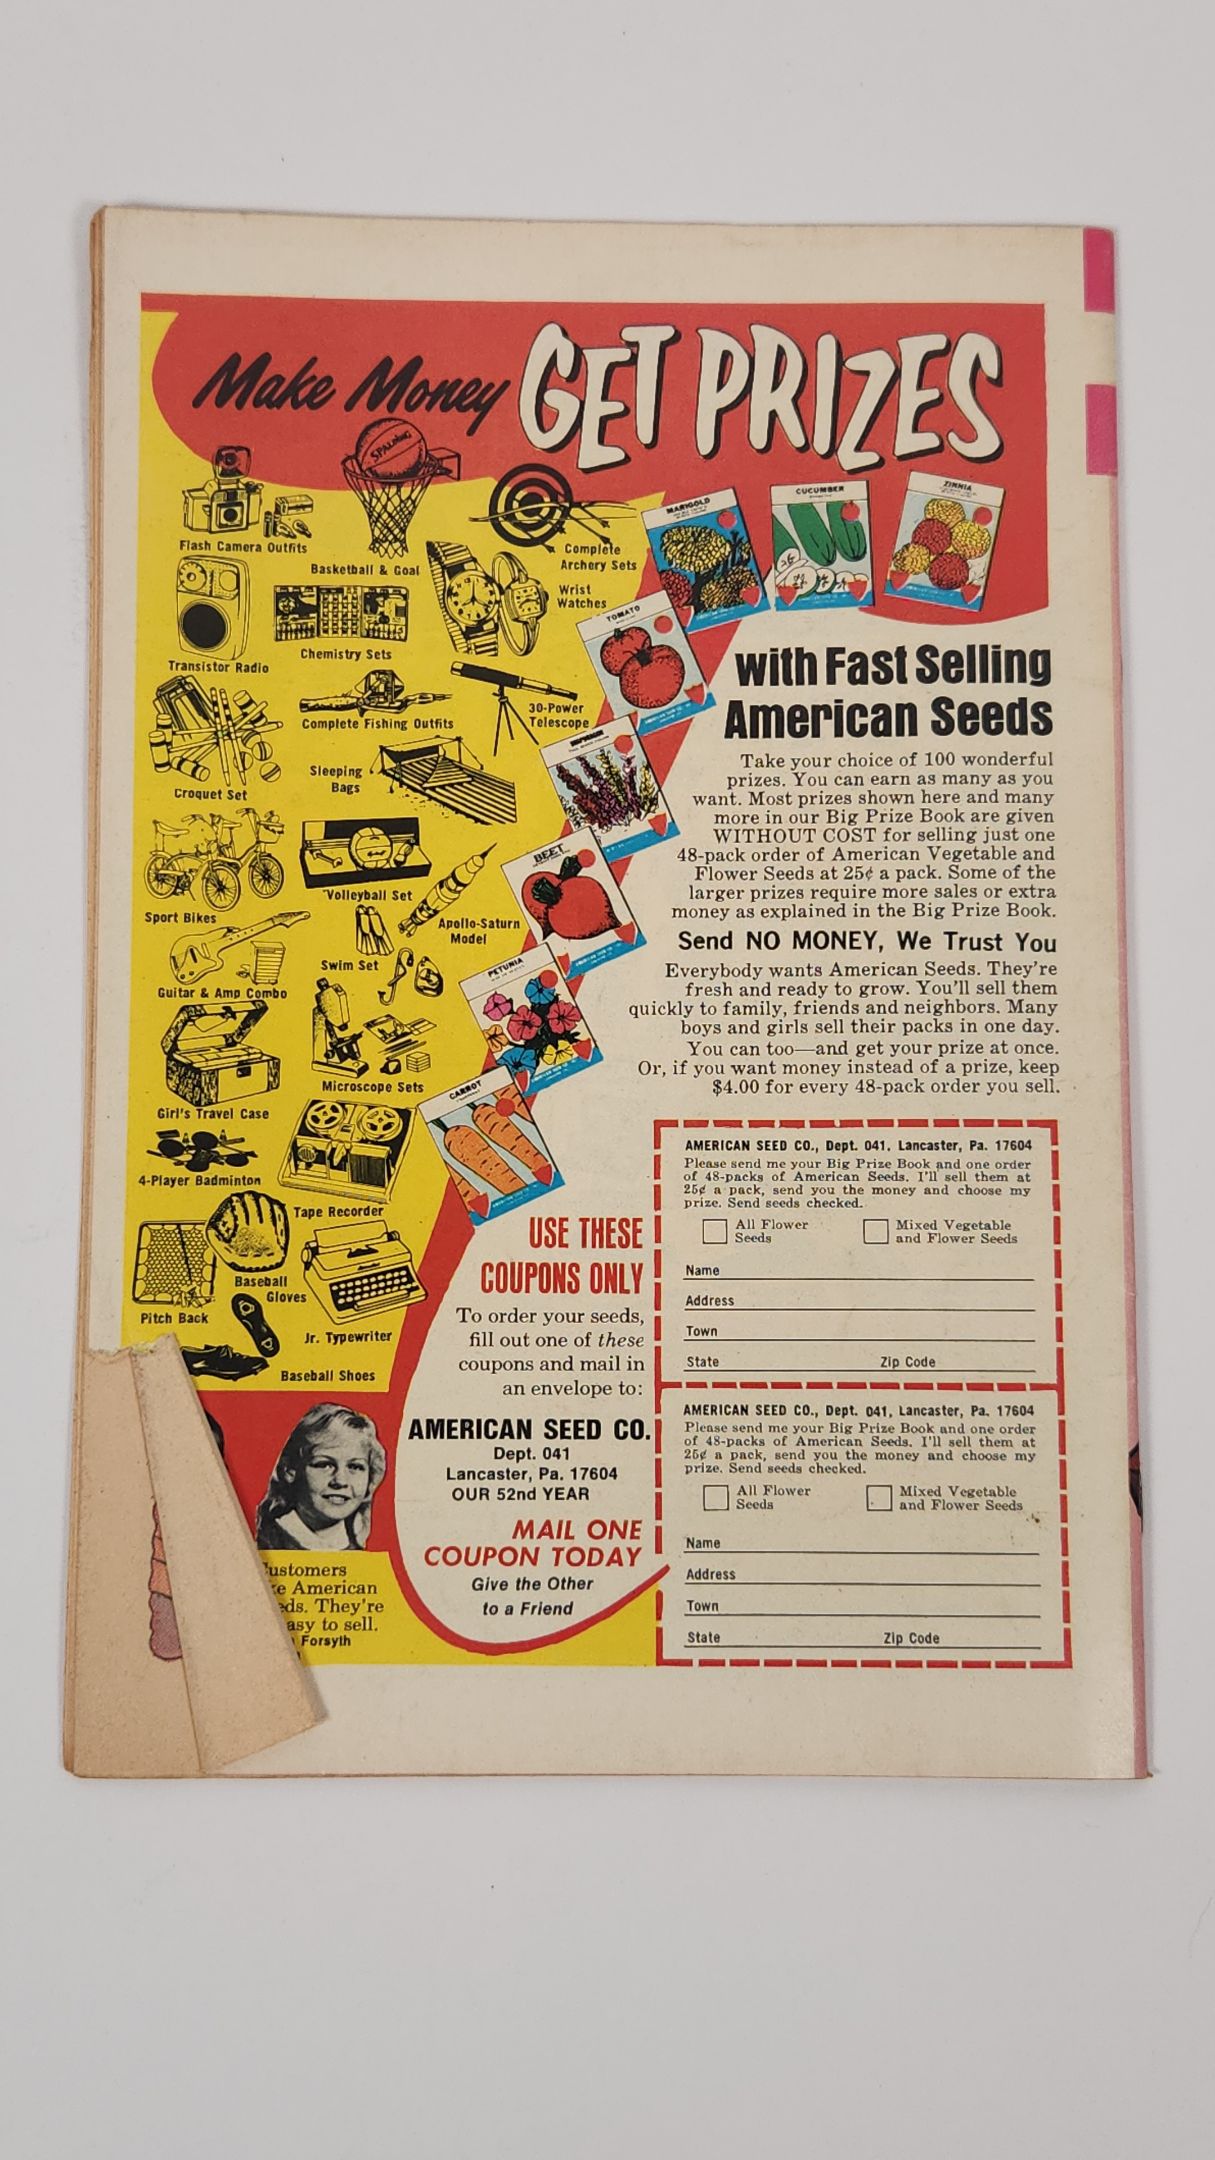 Make Money GET PRIZES
SPALDING
Flash Camera Outfits
Basketball & Goal
Complete
Archery Sets
Wrist
Watches
Transistor Radio
Chemistry Sets
Complete Fishing Outfits
30-Power
Telescope
Croquet Set
Sleeping
Bags
Sport Bikes
Volleyball Set
Apollo-Saturn
Model
Swim Set
Guitar & Amp Combo
Microscope Sets
Girl's Travel Case
4-Player Badminton
Tape Recorder
Baseball
Gloves
Pitch Back
Jr. Typewriter
Baseball Shoes
MARIGOLD
CUCUMBER
ZINNIA
TOMATO
BEET
PETUNIA
CARROT
with Fast Selling
American Seeds
Take your choice of 100 wonderful
prizes. You can earn as many as you
want. Most prizes shown here and many
more in our Big Prize Book are given
WITHOUT COST for selling just one
48-pack order of American Vegetable and
Flower Seeds at 25¢ a pack. Some of the
larger prizes require more sales or extra
money as explained in the Big Prize Book.
Send NO MONEY, We Trust You
Everybody wants American Seeds. They're
fresh and ready to grow. You'll sell them
quickly to family, friends and neighbors. Many
boys and girls sell their packs in one day.
You can too—and get your prize at once.
Or, if you want money instead of a prize, keep
$4.00 for every 48-pack order you sell.
USE THESE
COUPONS ONLY
To order your seeds,
fill out one of these
coupons and mail in
an envelope to:
AMERICAN SEED CO.
Dept. 041
Lancaster, Pa. 17604
OUR 52nd YEAR
MAIL ONE
COUPON TODAY
Give the Other
to a Friend
ustomers
e American
eds. They're
asy to sell.
Forsyth
AMERICAN SEED CO., Dept. 041, Lancaster, Pa. 17604
Please send me your Big Prize Book and one order
of 48-packs of American Seeds. I'll sell them at
25¢ a pack, send you the money and choose my
prize. Send seeds checked.
All Flower
Seeds
Mixed Vegetable
and Flower Seeds
Name
Address
Town
State Zip Code
AMERICAN SEED CO., Dept. 041, Lancaster, Pa. 17604
Please send me your Big Prize Book and one order
of 48-packs of American Seeds. I'll sell them at
25¢ a pack, send you the money and choose my
prize. Send seeds checked.
All Flower
Seeds
Mixed Vegetable
and Flower Seeds
Name
Address
Town
State Zip Code